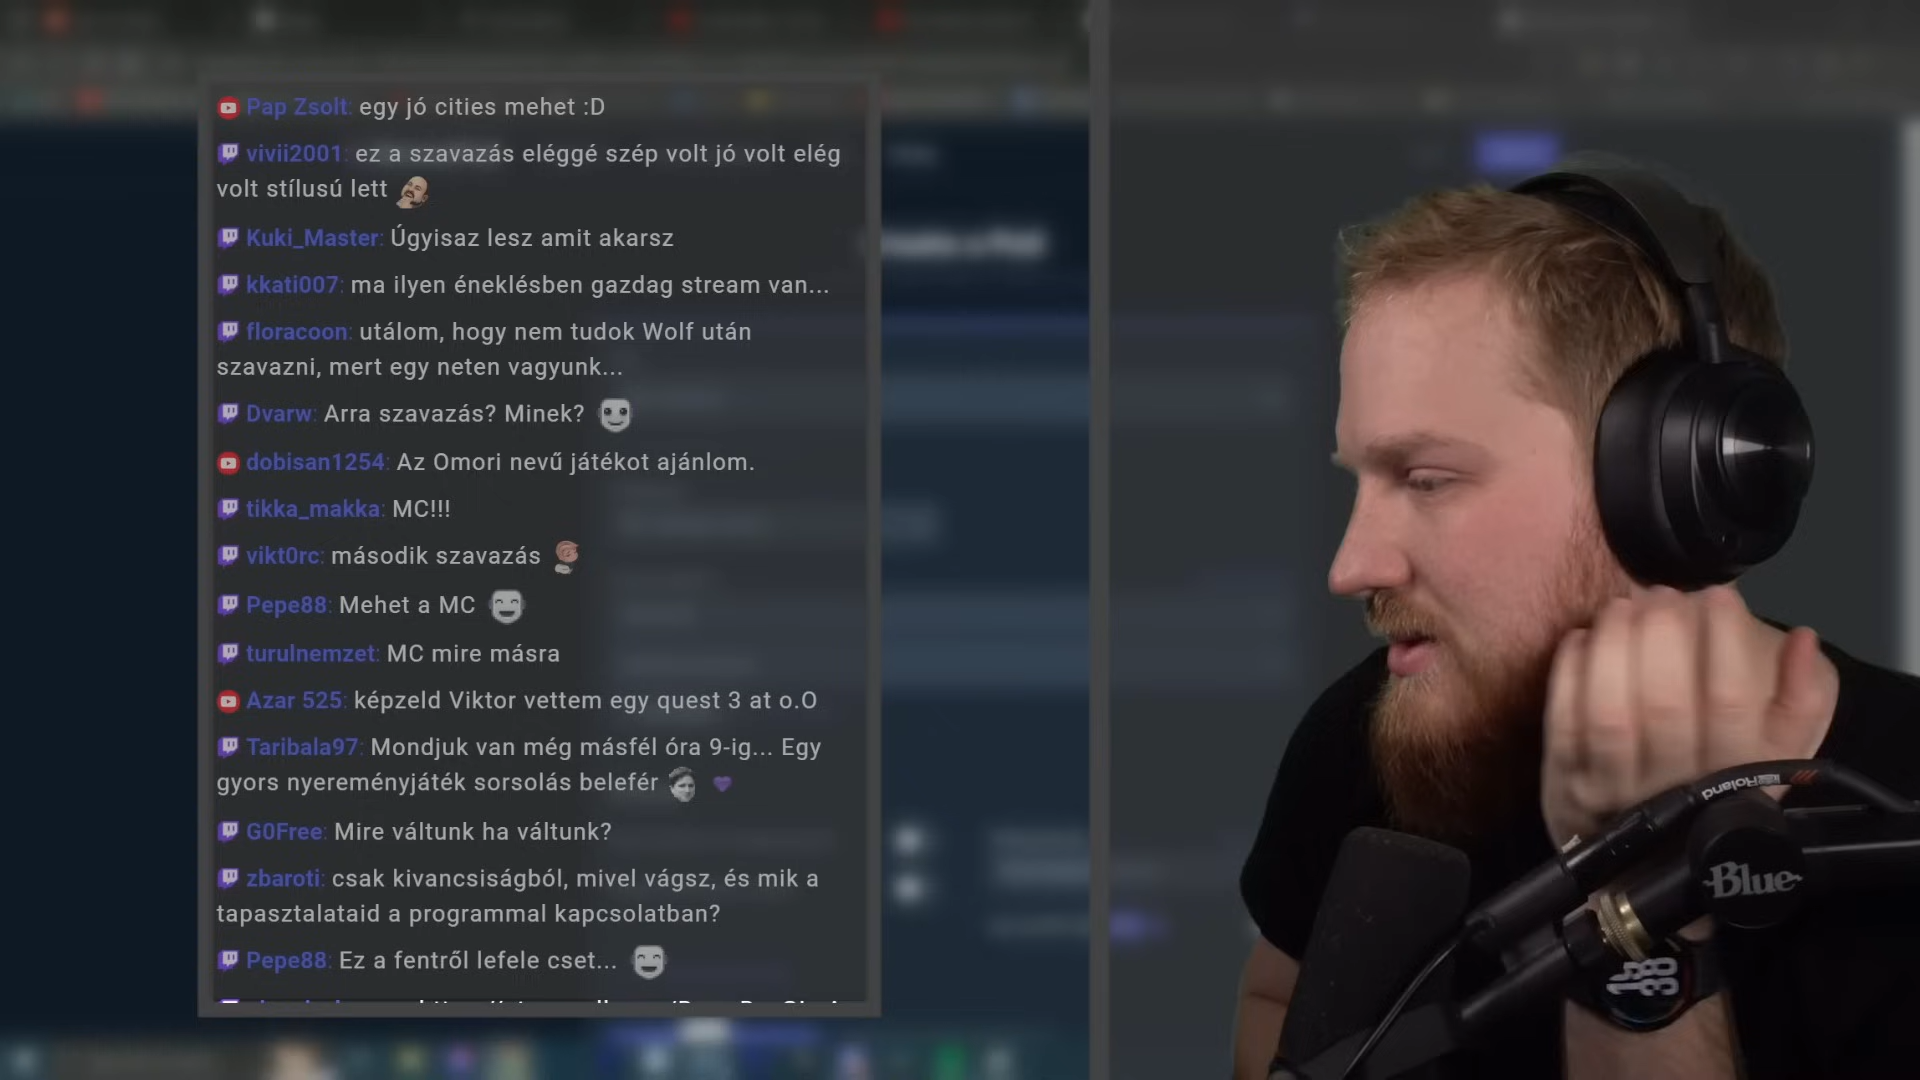 Pap Zsolt: egy jó cities mehet :D
vivii2001: ez a szavazás eléggé szép volt jó volt elég
volt stílusú lett
Kuki_Master: Úgyisaz lesz amit akarsz
kkati007: ma ilyen éneklésben gazdag stream van...
floracoon: utálom, hogy nem tudok Wolf után
szavazni, mert egy neten vagyunk...
Dvarw: Arra szavazás? Minek?
dobisan1254: Az Omori nevű játékot ajánlom.
tikka_makka: MC!!!
vikt0rc: második szavazás
Pepe88: Mehet a MC
turulnemzet: MC mire másra
Azar 525: képzeld Viktor vettem egy quest 3 at o.O
Taribala97: Mondjuk van még másfél óra 9-ig... Egy
gyors nyereményjáték sorsolás belefér
G0Free: Mire váltunk ha váltunk?
zbaroti: csak kivancsiságból, mivel vágsz, és mik a
tapasztalataid a programmal kapcsolatban?
Pepe88: Ez a fentről lefele cset...
Roland
Blue